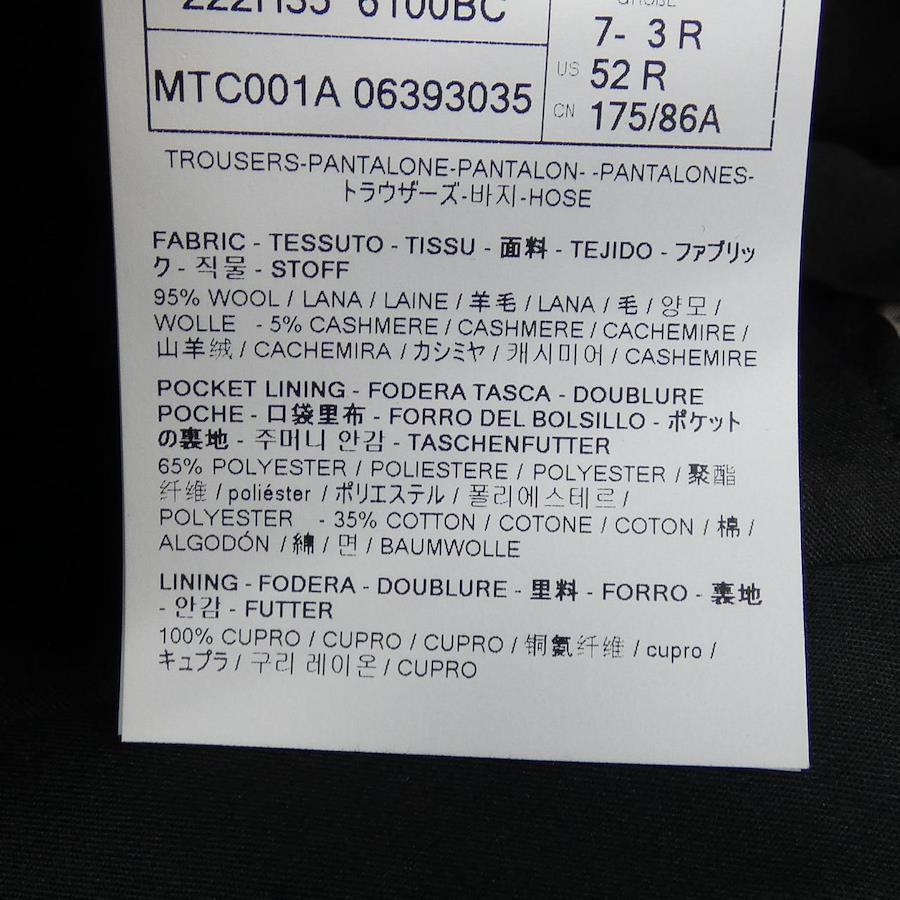 222H35 6100BC
GRÖßE
7- 3 R
US 52 R
MTC001A 06393035
CN 175/86A
TROUSERS-PANTALONE-PANTALON- -PANTALONES-
トラウザーズ-바지-HOSE
FABRIC - TESSUTO - TISSU - 面料 - TEJIDO - ファブリッ
ク - 직물 - STOFF
95% WOOL / LANA / LAINE / 羊毛 / LANA / 毛 / 양모 /
WOLLE - 5% CASHMERE / CASHMERE / CACHEMIRE /
山羊绒 / CACHEMIRA / カシミヤ / 캐시미어 / CASHEMIRE
POCKET LINING - FODERA TASCA - DOUBLURE
POCHE - 口袋里布 - FORRO DEL BOLSILLO - ポケット
の裏地 - 주머니 안감 - TASCHENFUTTER
65% POLYESTER / POLIESTERE / POLYESTER / 聚酯
纤维 / poliéster / ポリエステル / 폴리에스테르 /
POLYESTER - 35% COTTON / COTONE / COTON / 棉 /
ALGODÓN / 綿 / 면 / BAUMWOLLE
LINING - FODERA - DOUBLURE - 里料 - FORRO - 裏地
- 안감 - FUTTER
100% CUPRO / CUPRO / CUPRO / 铜氨纤维 / cupro /
キュプラ / 구리 레이온 / CUPRO